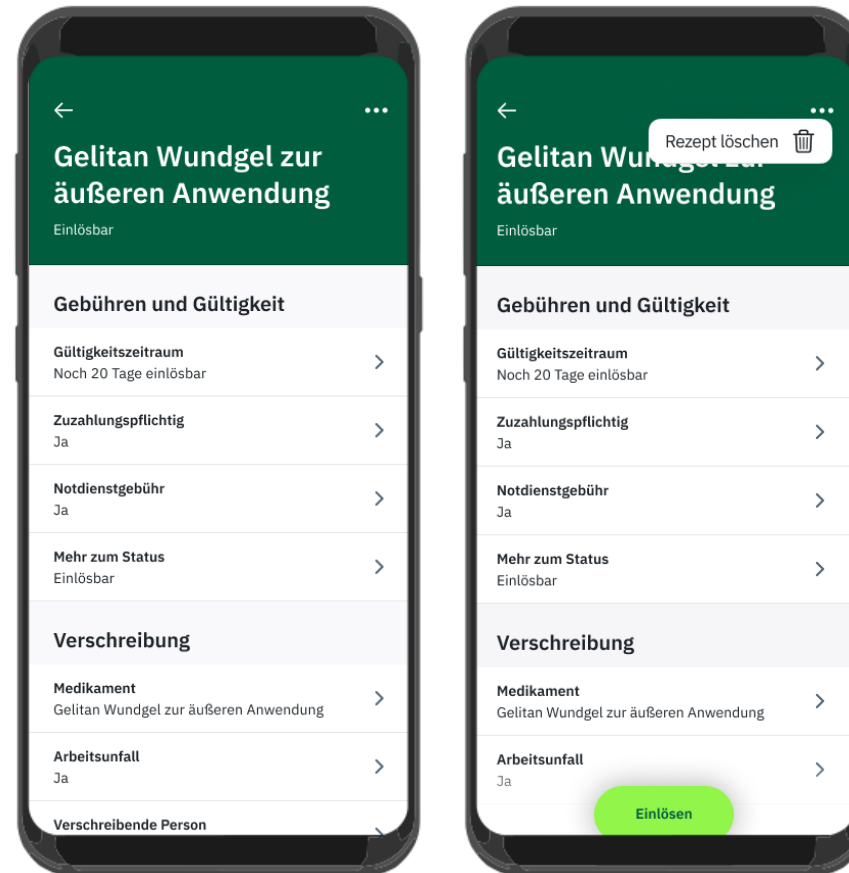 Gelitan Wundgel zur
äußeren Anwendung
Einlösbar
Gebühren und Gültigkeit
Gültigkeitszeitraum
Noch 20 Tage einlösbar
Zuzahlungspflichtig
Ja
Notdienstgebühr
Ja
Mehr zum Status
Einlösbar
Verschreibung
Medikament
Gelitan Wundgel zur äußeren Anwendung
Arbeitsunfall
Ja
Verschreibende Person
Rezept löschen
Gelitan Wundgel zur
äußeren Anwendung
Einlösbar
Gebühren und Gültigkeit
Gültigkeitszeitraum
Noch 20 Tage einlösbar
Zuzahlungspflichtig
Ja
Notdienstgebühr
Ja
Mehr zum Status
Einlösbar
Verschreibung
Medikament
Gelitan Wundgel zur äußeren Anwendung
Arbeitsunfall
Ja
Einlösen